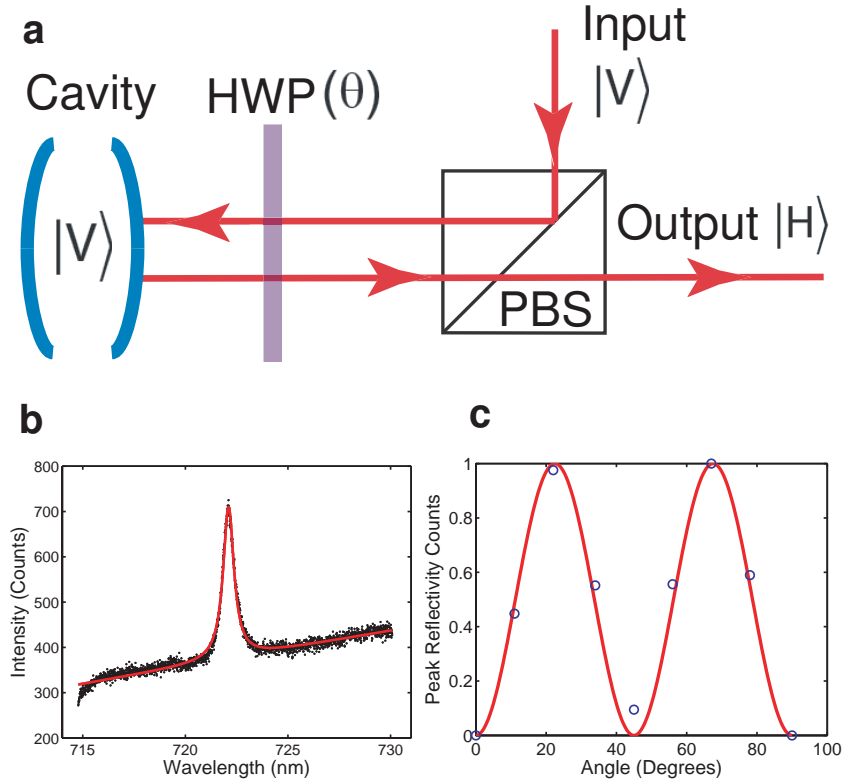 a
Input
|V⟩
Cavity
HWP(θ)
|V⟩
Output |H⟩
PBS
b
800
700
600
500
400
300
200
715
720
725
730
Intensity (Counts)
Wavelength (nm)
c
1
0.8
0.6
0.4
0.2
0
0
20
40
60
80
100
Peak Reflectivity Counts
Angle (Degrees)